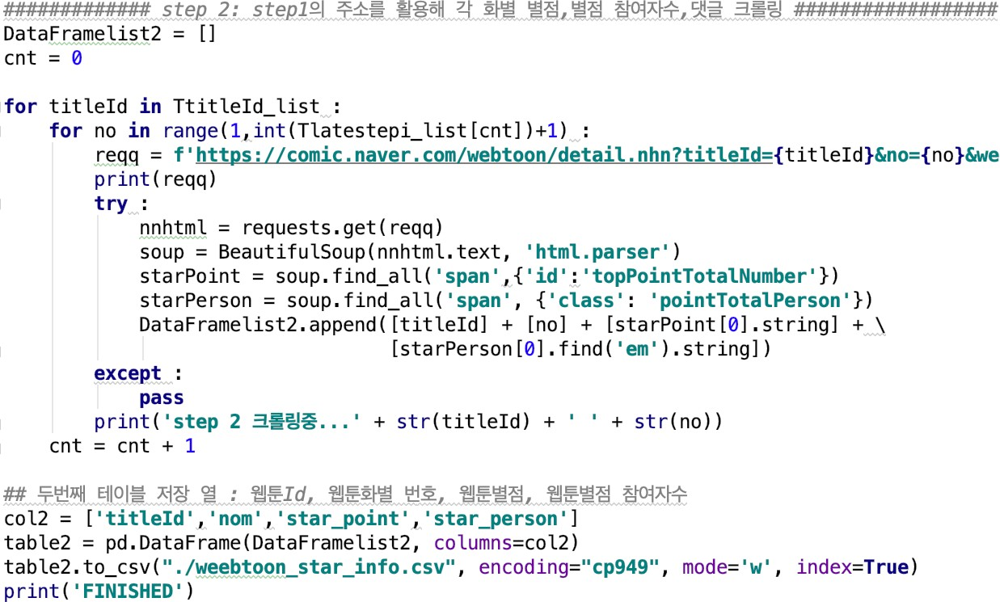 ############# step 2: step1의 주소를 활용해 각 화별 별점,별점 참여자수,댓글 크롤링 ##################
DataFramelist2 = []
cnt = 0
for titleId in TtitleId_list :
    for no in range(1,int(Tlatestepi_list[cnt])+1) :
        reqq = f'https://comic.naver.com/webtoon/detail.nhn?titleId={titleId}&no={no}&we
        print(reqq)
        try :
            nnhtml = requests.get(reqq)
            soup = BeautifulSoup(nnhtml.text, 'html.parser')
            starPoint = soup.find_all('span',{'id':'topPointTotalNumber'})
            starPerson = soup.find_all('span', {'class': 'pointTotalPerson'})
            DataFramelist2.append([titleId] + [no] + [starPoint[0].string] + \
                                  [starPerson[0].find('em').string])
        except :
            pass
        print('step 2 크롤링중...' + str(titleId) + ' ' + str(no))
    cnt = cnt + 1
## 두번째 테이블 저장 열 : 웹툰Id, 웹툰화별 번호, 웹툰별점, 웹툰별점 참여자수
col2 = ['titleId','nom','star_point','star_person']
table2 = pd.DataFrame(DataFramelist2, columns=col2)
table2.to_csv("./weebtoon_star_info.csv", encoding="cp949", mode='w', index=True)
print('FINISHED')